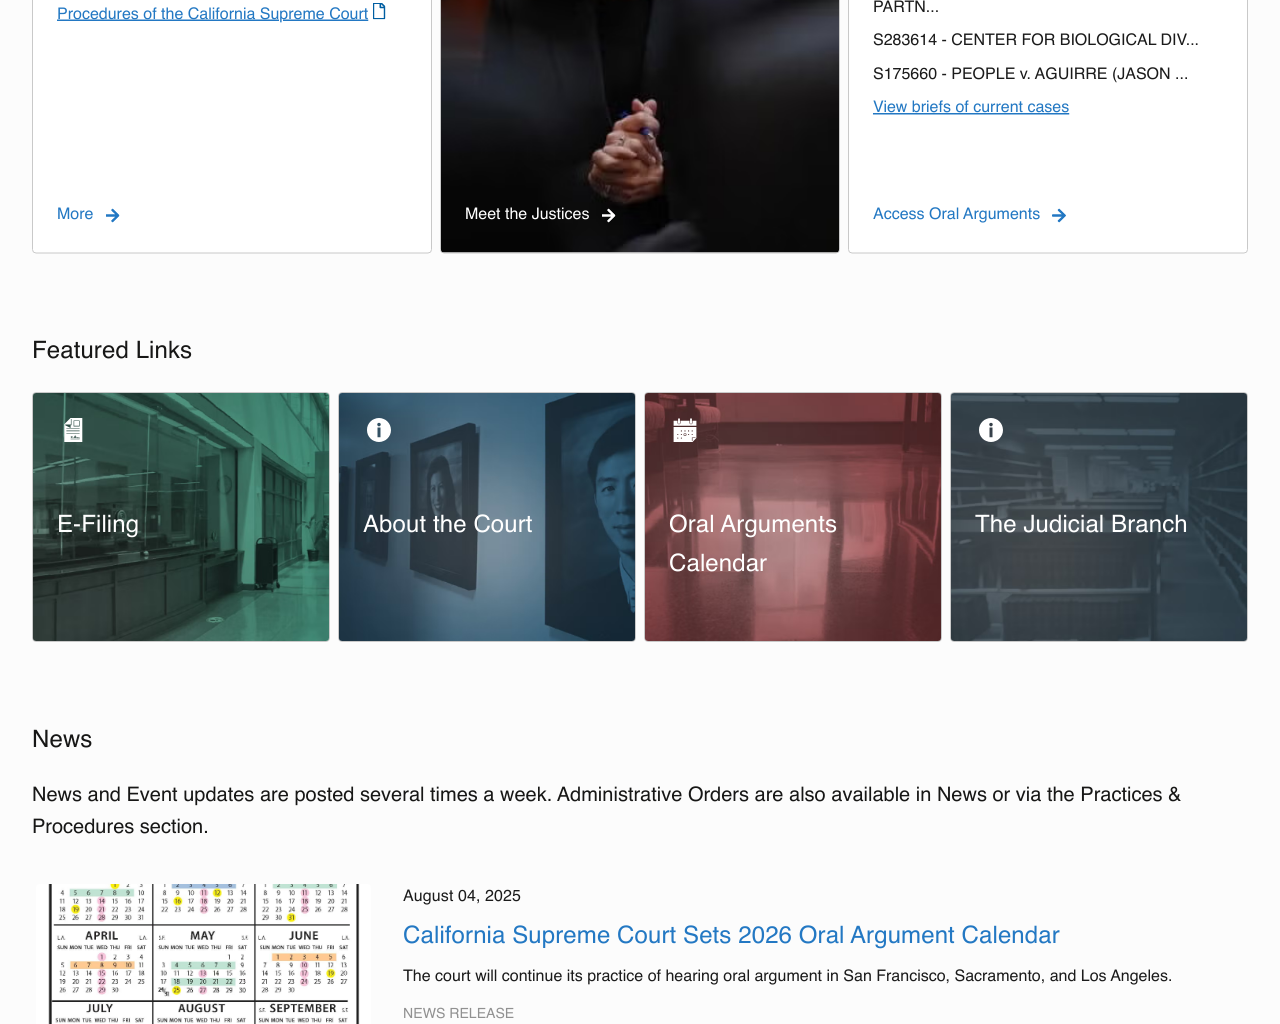 Procedures of the California Supreme Court
More
Meet the Justices
PARTN...
S283614 - CENTER FOR BIOLOGICAL DIV...
S175660 - PEOPLE v. AGUIRRE (JASON ...
View briefs of current cases
Access Oral Arguments
Featured Links
E-Filing
About the Court
Oral Arguments
Calendar
The Judicial Branch
News
News and Event updates are posted several times a week. Administrative Orders are also available in News or via the Practices &
Procedures section.
APRIL
MAY
JUNE
JULY
AUGUST
SEPTEMBER
August 04, 2025
California Supreme Court Sets 2026 Oral Argument Calendar
The court will continue its practice of hearing oral argument in San Francisco, Sacramento, and Los Angeles.
NEWS RELEASE